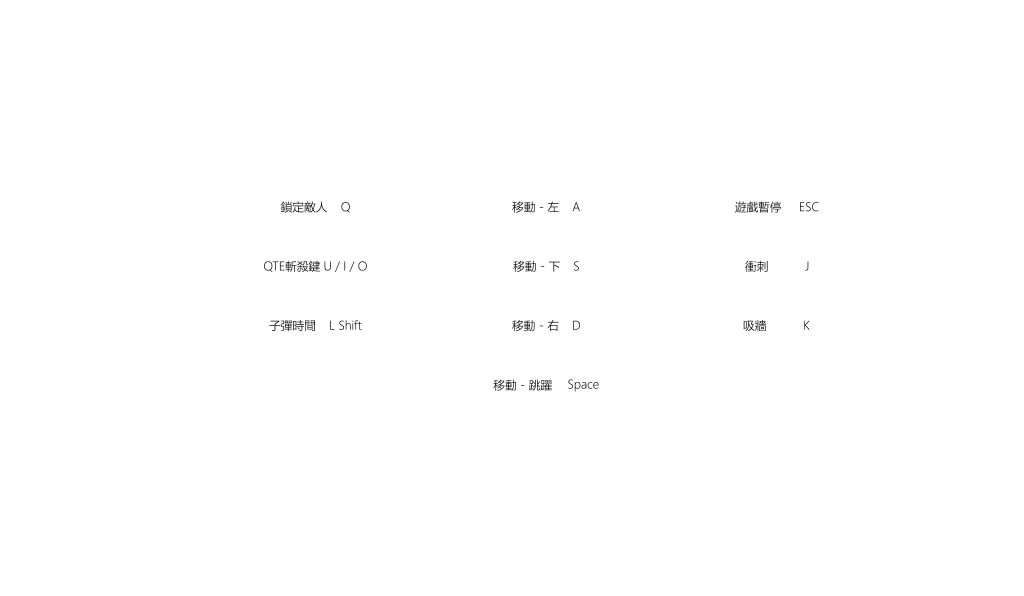 鎖定敵人 Q 移動 - 左 A 遊戲暫停 ESC
QTE斬殺鍵 U / I / O 移動 - 下 S 衝刺 J
子彈時間 L Shift 移動 - 右 D 吸牆 K
移動 - 跳躍 Space